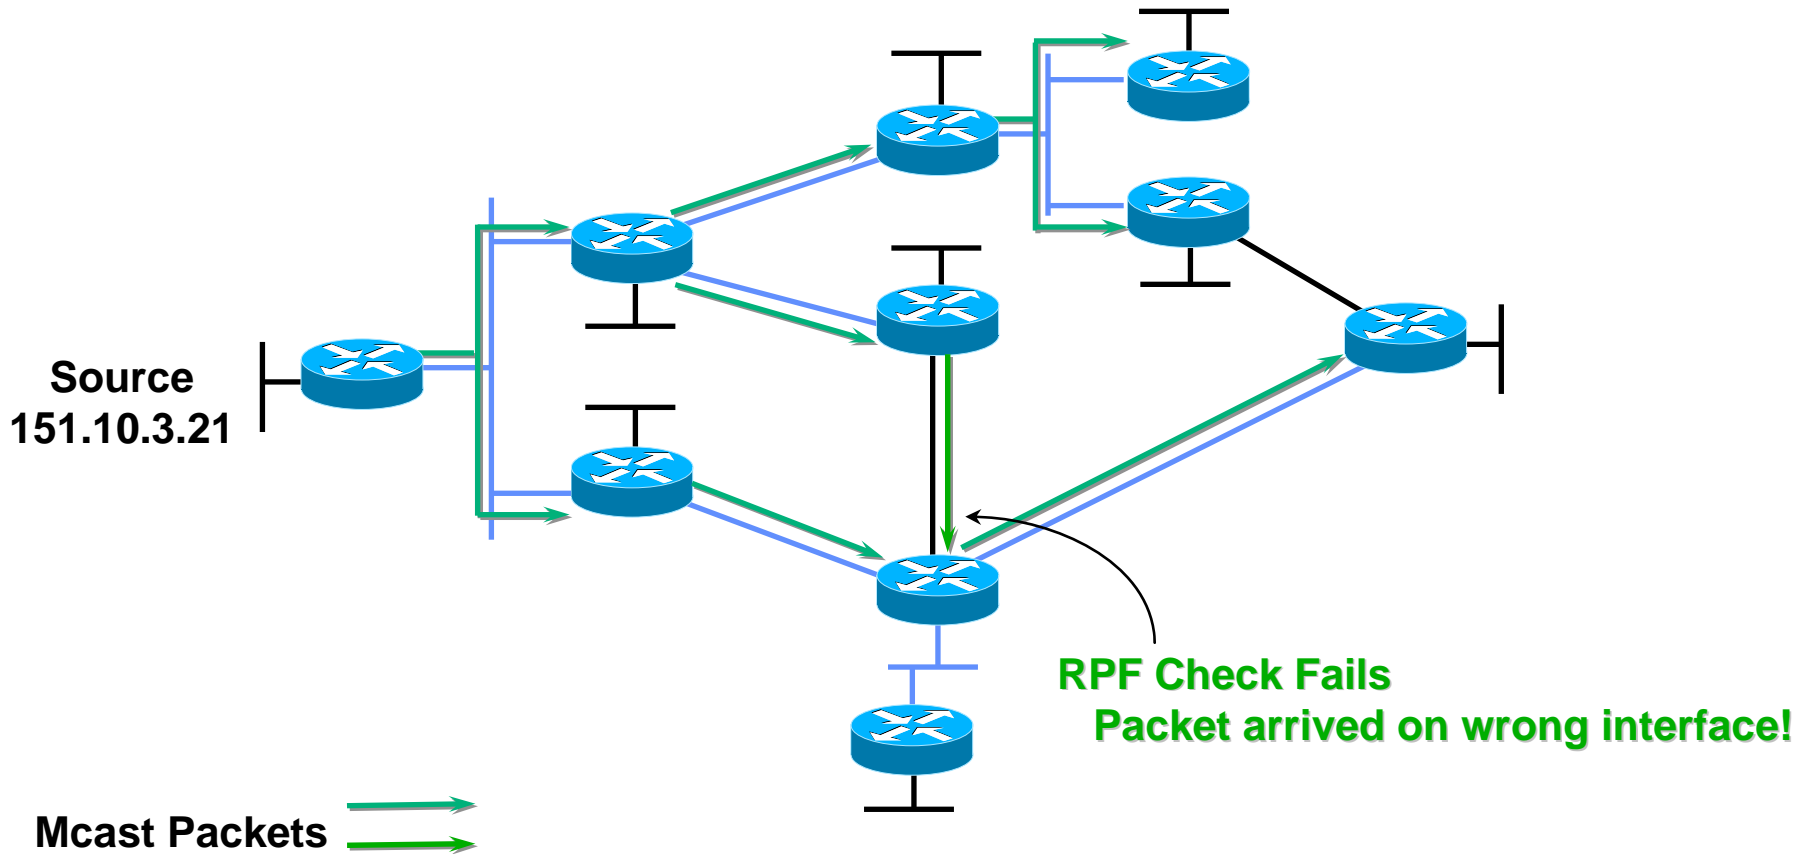 Source
151.10.3.21
RPF Check Fails
Packet arrived on wrong interface!
Mcast Packets